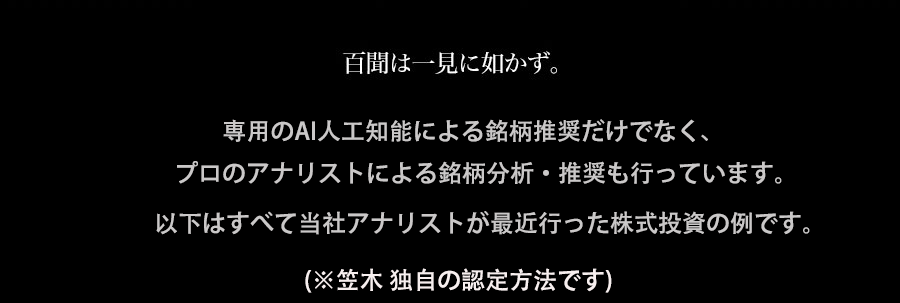 百聞は一見に如かず。
専用のAI人工知能による銘柄推奨だけでなく、
プロのアナリストによる銘柄分析・推奨も行っています。
以下はすべて当社アナリストが最近行った株式投資の例です。
(※笠木 独自の認定方法です)